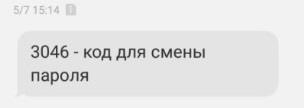 5/7 15:14
3046 - код для смены
пароля